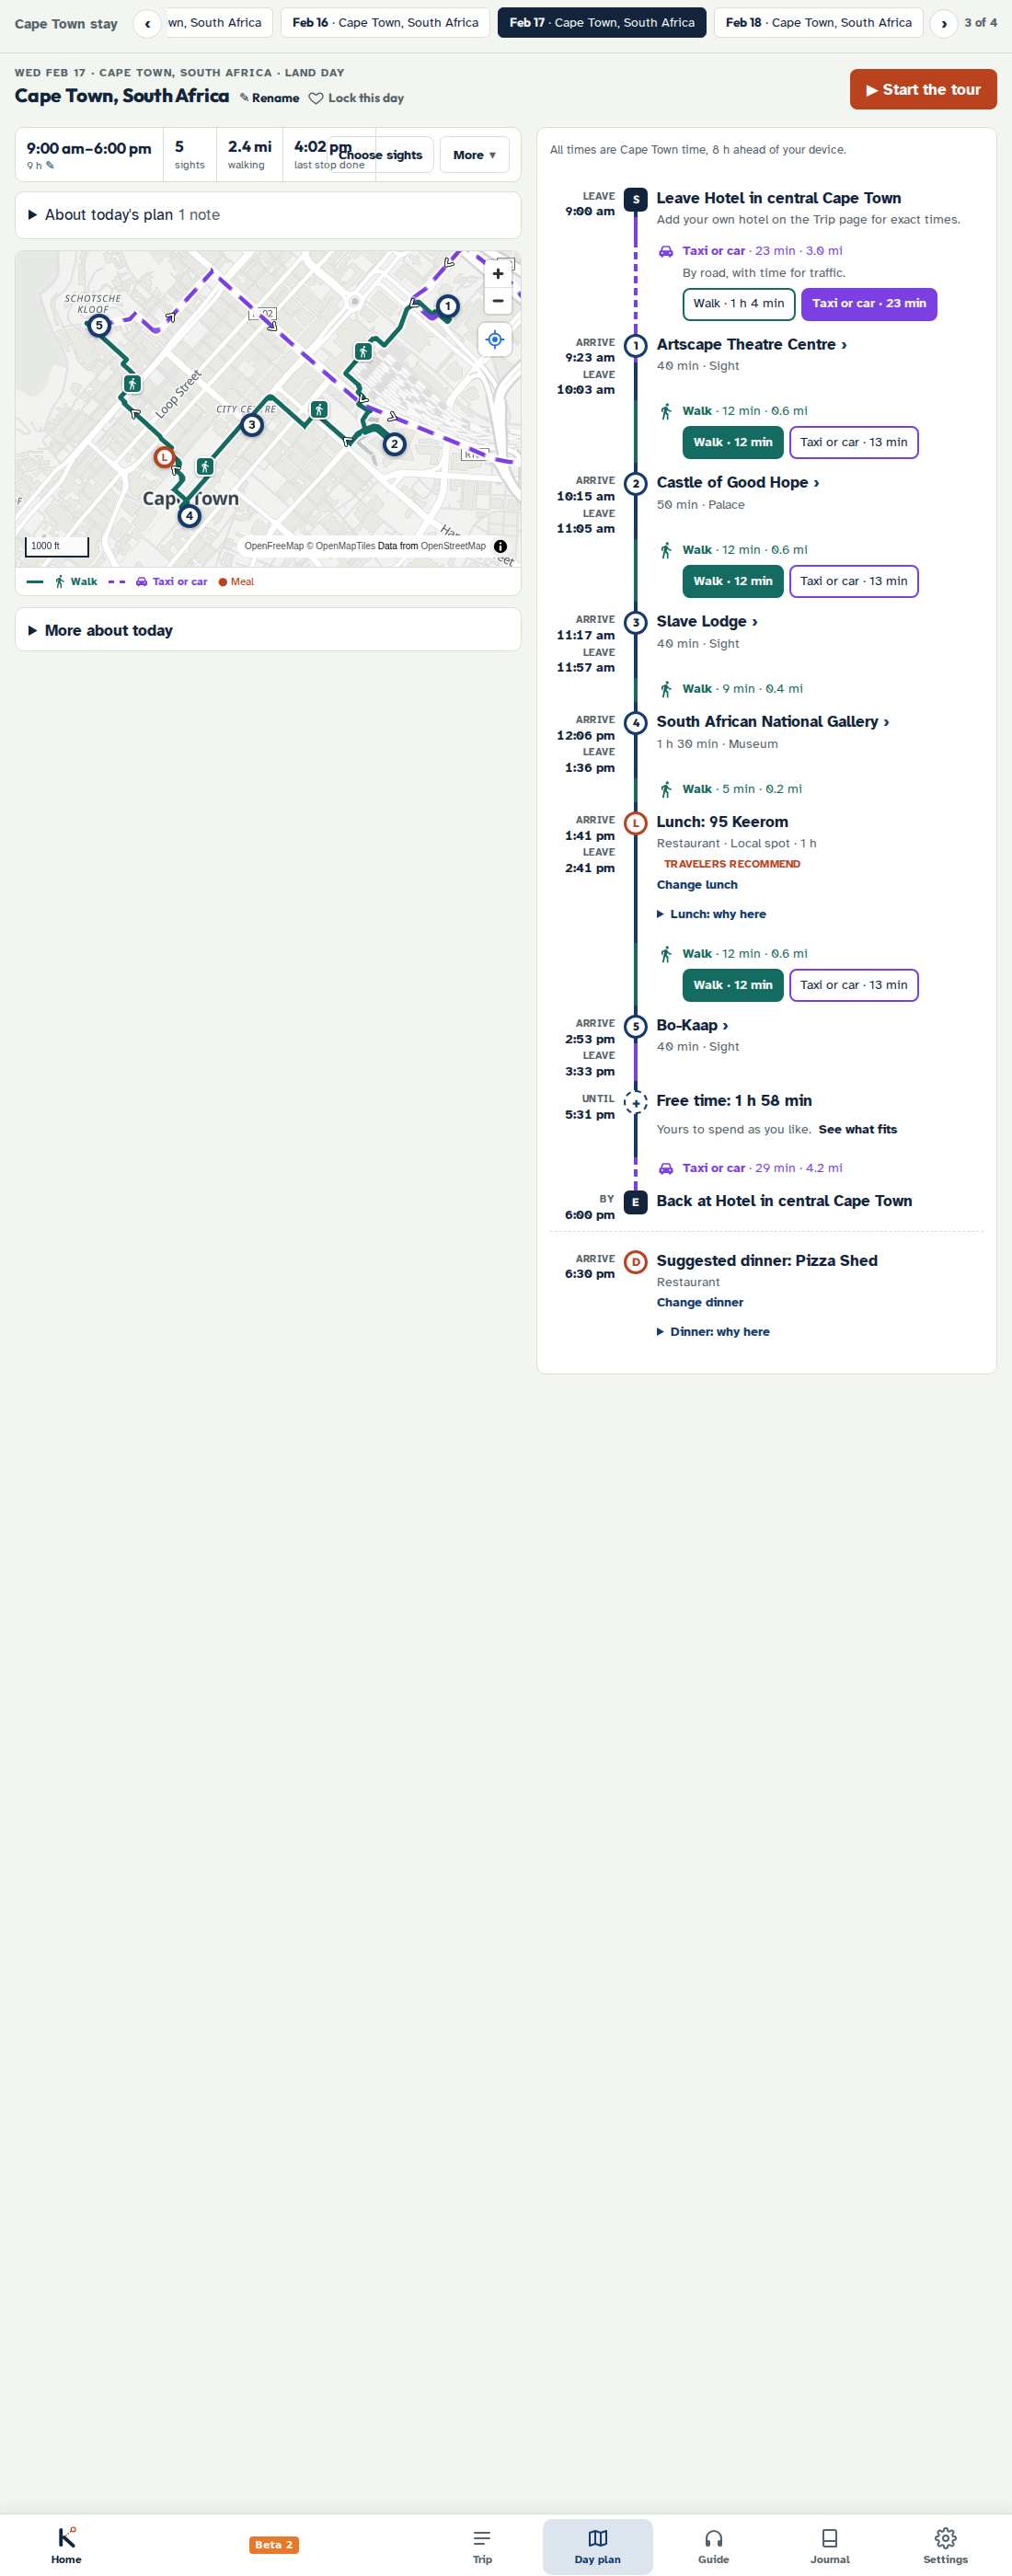 Cape Town stay
‹
wn, South Africa
Feb 16 · Cape Town, South Africa
Feb 17 · Cape Town, South Africa
Feb 18 · Cape Town, South Africa
›
3 of 4
WED FEB 17 · CAPE TOWN, SOUTH AFRICA · LAND DAY
Cape Town, South Africa
✎ Rename
Lock this day
▶ Start the tour
9:00 am–6:00 pm
9 h ✎
5
sights
2.4 mi
walking
4:02 pm
last stop done
Choose sights
More ▾
▶ About today's plan 1 note
SCHOTSCHE
KLOOF
Loop Street
CITY CENTRE
Cape Town
1
2
3
4
5
L
+
−
1000 ft
OpenFreeMap © OpenMapTiles Data from OpenStreetMap
Walk
Taxi or car
Meal
▶ More about today
All times are Cape Town time, 8 h ahead of your device.
LEAVE
9:00 am
S
Leave Hotel in central Cape Town
Add your own hotel on the Trip page for exact times.
Taxi or car · 23 min · 3.0 mi
By road, with time for traffic.
Walk · 1 h 4 min
Taxi or car · 23 min
ARRIVE
9:23 am
LEAVE
10:03 am
1
Artscape Theatre Centre ›
40 min · Sight
Walk · 12 min · 0.6 mi
Walk · 12 min
Taxi or car · 13 min
ARRIVE
10:15 am
LEAVE
11:05 am
2
Castle of Good Hope ›
50 min · Palace
Walk · 12 min · 0.6 mi
Walk · 12 min
Taxi or car · 13 min
ARRIVE
11:17 am
LEAVE
11:57 am
3
Slave Lodge ›
40 min · Sight
Walk · 9 min · 0.4 mi
ARRIVE
12:06 pm
LEAVE
1:36 pm
4
South African National Gallery ›
1 h 30 min · Museum
Walk · 5 min · 0.2 mi
ARRIVE
1:41 pm
LEAVE
2:41 pm
L
Lunch: 95 Keerom
Restaurant · Local spot · 1 h
TRAVELERS RECOMMEND
Change lunch
▶ Lunch: why here
Walk · 12 min · 0.6 mi
Walk · 12 min
Taxi or car · 13 min
ARRIVE
2:53 pm
LEAVE
3:33 pm
5
Bo-Kaap ›
40 min · Sight
UNTIL
5:31 pm
+
Free time: 1 h 58 min
Yours to spend as you like. See what fits
Taxi or car · 29 min · 4.2 mi
BY
6:00 pm
E
Back at Hotel in central Cape Town
ARRIVE
6:30 pm
D
Suggested dinner: Pizza Shed
Restaurant
Change dinner
▶ Dinner: why here
Home
Beta 2
Trip
Day plan
Guide
Journal
Settings